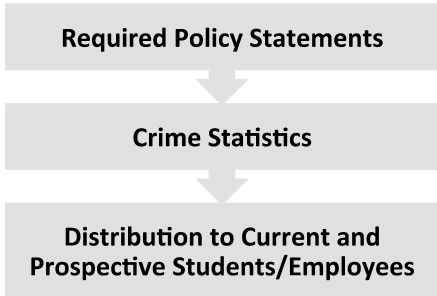 Required Policy Statements
Crime Statistics
Distribution to Current and
Prospective Students/Employees